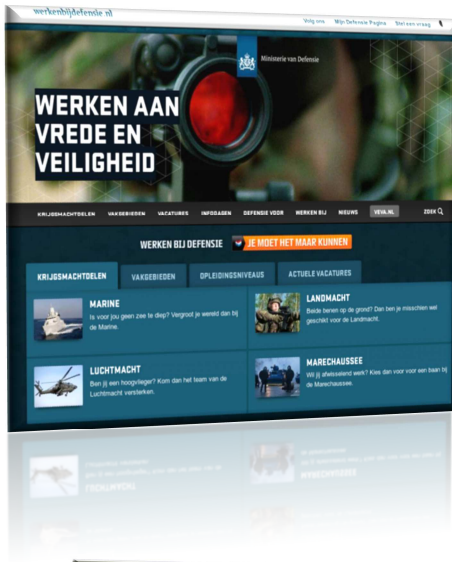 werkenbijdefensie.nl
Volg ons Mijn Defensie Pagina Stel een vraag
Ministerie van Defensie
WERKEN AAN
VREDE EN
VEILIGHEID
KRIJGSMACHTDELEN VAKGEBIEDEN VACATURES INFODAGEN DEFENSIE VOOR WERKEN BIJ NIEUWS VEVA.NL ZOEK
WERKEN BIJ DEFENSIE JE MOET HET MAAR KUNNEN
KRIJGSMACHTDELEN VAKGEBIEDEN OPLEIDINGSNIVEAUS ACTUELE VACATURES
MARINE
Is voor jou geen zee te diep? Vergroot je wereld dan bij
de Marine.
LANDMACHT
Beide benen op de grond? Dan ben je misschien wel
geschikt voor de Landmacht.
LUCHTMACHT
Ben jij een hoogvlieger? Kom dan het team van de
Luchtmacht versterken.
MARECHAUSSEE
Wil jij afwisselend werk? Kies dan voor voor een baan bij
de Marechaussee.